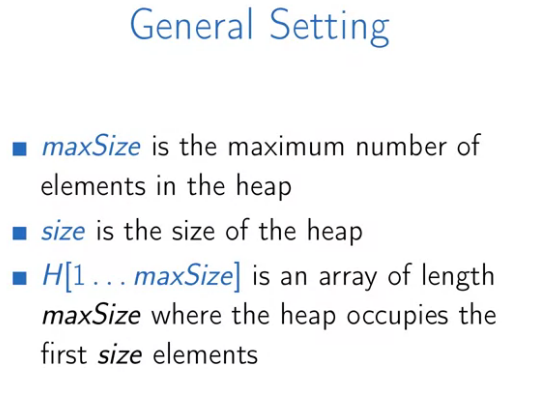 General Setting
maxSize is the maximum number of
elements in the heap
size is the size of the heap
H[1 . . . maxSize] is an array of length
maxSize where the heap occupies the
first size elements